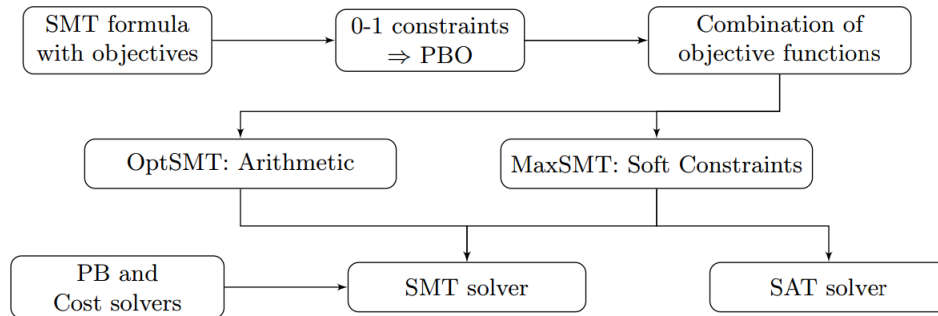 SMT formula
with objectives
0-1 constraints
⇒ PBO
Combination of
objective functions
OptSMT: Arithmetic
MaxSMT: Soft Constraints
PB and
Cost solvers
SMT solver
SAT solver